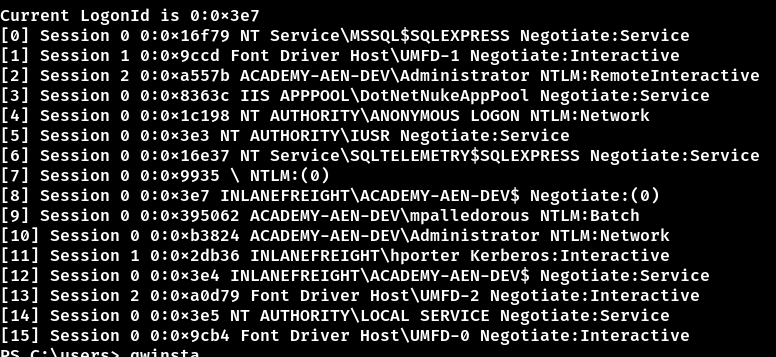 Current LogonId is 0:0×3e7
[0] Session 0 0:0×16f79 NT Service\MSSQL$SQLEXPRESS Negotiate:Service
[1] Session 1 0:0×9ccd Font Driver Host\UMFD-1 Negotiate:Interactive
[2] Session 2 0:0×a557b ACADEMY-AEN-DEV\Administrator NTLM:RemoteInteractive
[3] Session 0 0:0×8363c IIS APPPOOL\DotNetNukeAppPool Negotiate:Service
[4] Session 0 0:0×1c198 NT AUTHORITY\ANONYMOUS LOGON NTLM:Network
[5] Session 0 0:0×3e3 NT AUTHORITY\IUSR Negotiate:Service
[6] Session 0 0:0×16e37 NT Service\SQLTELEMETRY$SQLEXPRESS Negotiate:Service
[7] Session 0 0:0×9935 \ NTLM:(0)
[8] Session 0 0:0×3e7 INLANEFREIGHT\ACADEMY-AEN-DEV$ Negotiate:(0)
[9] Session 0 0:0×395062 ACADEMY-AEN-DEV\mpalledorous NTLM:Batch
[10] Session 0 0:0×b3824 ACADEMY-AEN-DEV\Administrator NTLM:Network
[11] Session 1 0:0×2db36 INLANEFREIGHT\hporter Kerberos:Interactive
[12] Session 0 0:0×3e4 INLANEFREIGHT\ACADEMY-AEN-DEV$ Negotiate:Service
[13] Session 2 0:0×a0d79 Font Driver Host\UMFD-2 Negotiate:Interactive
[14] Session 0 0:0×3e5 NT AUTHORITY\LOCAL SERVICE Negotiate:Service
[15] Session 0 0:0×9cb4 Font Driver Host\UMFD-0 Negotiate:Interactive
PS C:\users> qwinsta